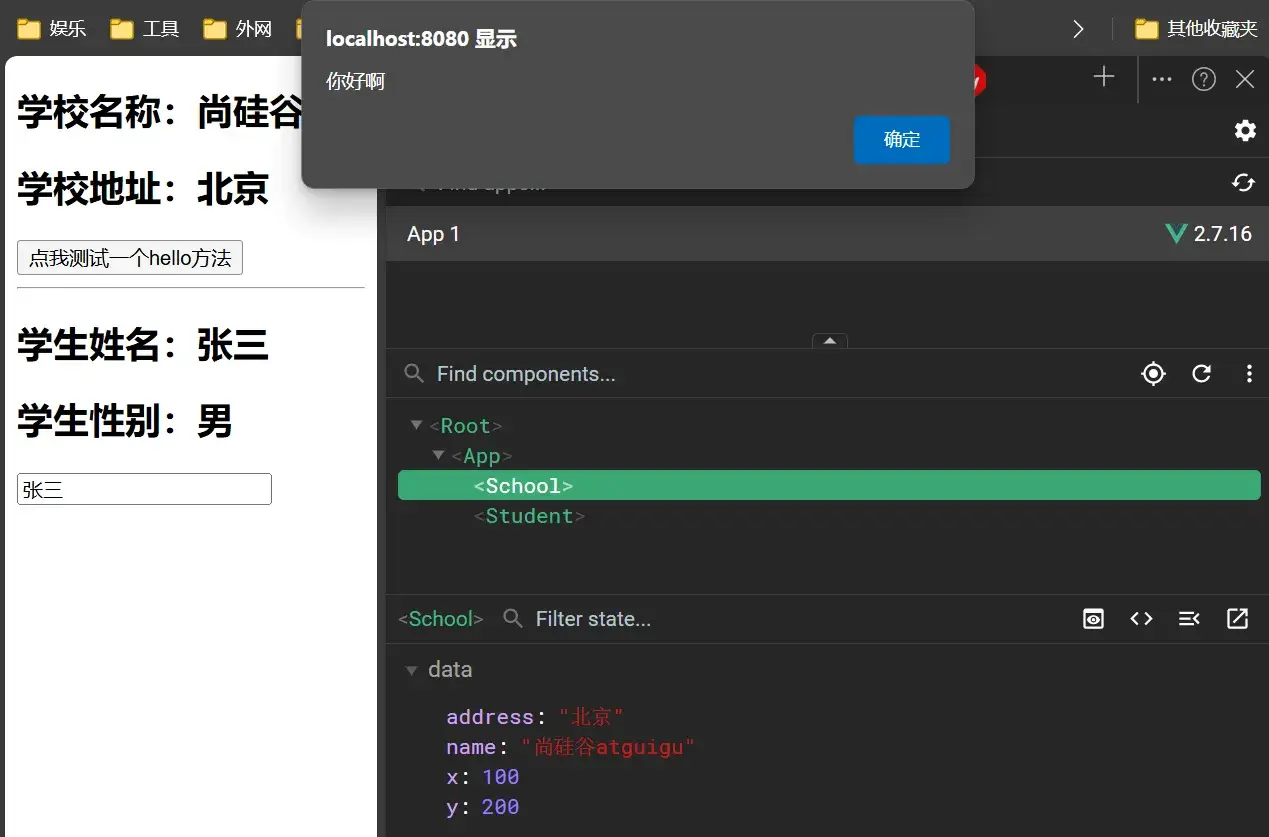 娱乐
工具
外网
其他收藏夹
localhost:8080 显示
你好啊
确定
学校名称：尚硅谷
学校地址：北京
点我测试一个hello方法
学生姓名：张三
学生性别：男
张三
App 1
2.7.16
Find components...
<Root>
<App>
<School>
<Student>
<School>
Filter state...
data
address: "北京"
name: "尚硅谷atguigu"
x: 100
y: 200